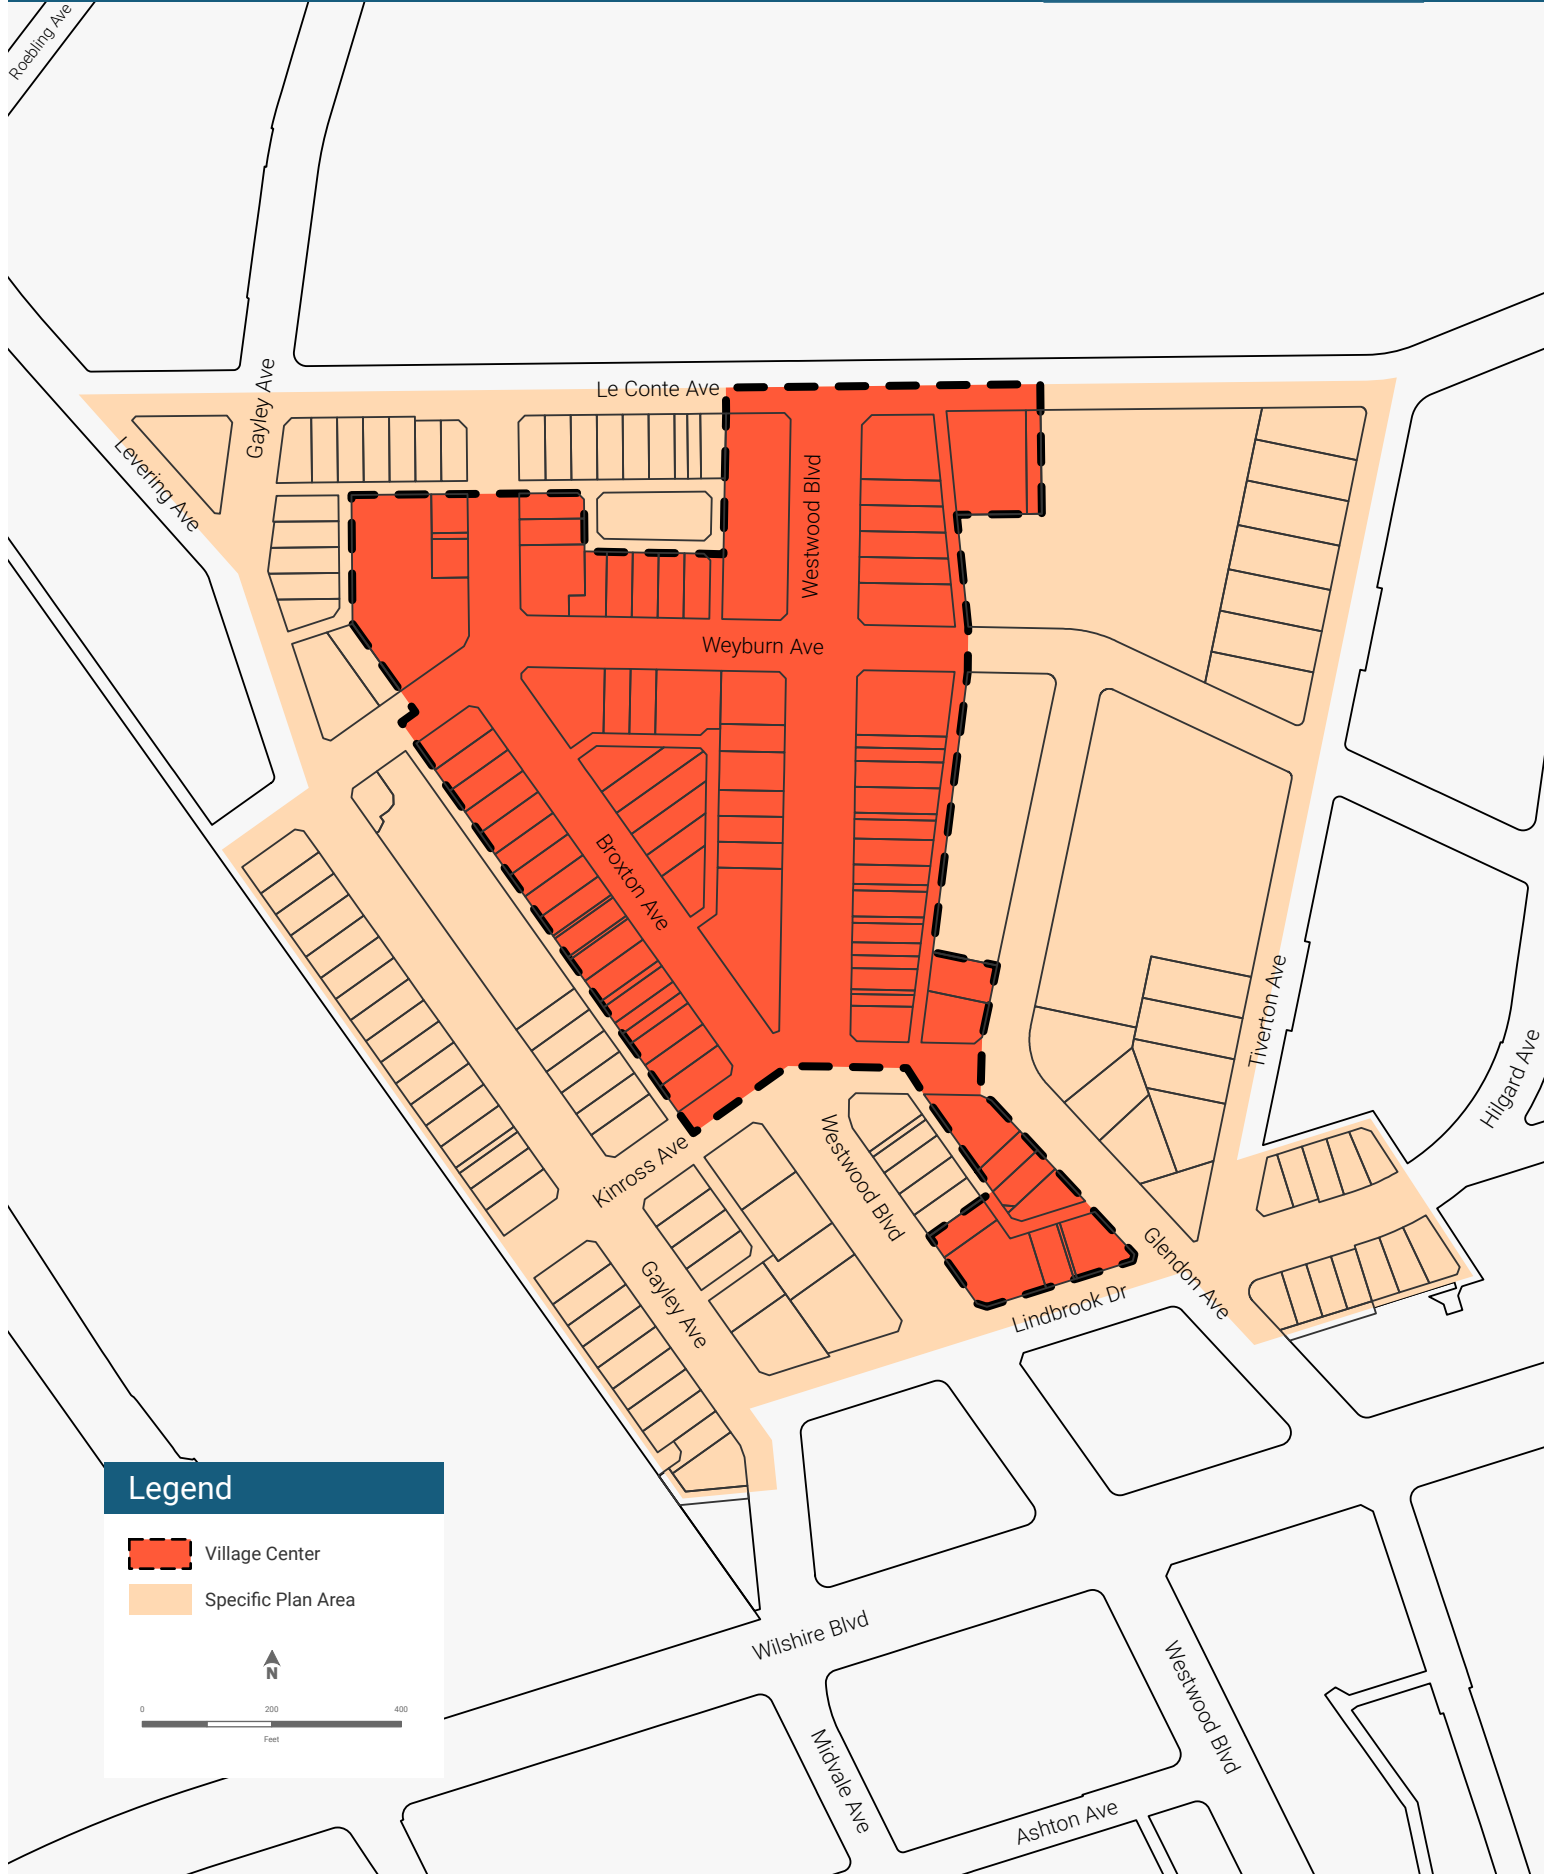 Roebling Ave
Gayley Ave
Le Conte Ave
Levering Ave
Westwood Blvd
Weyburn Ave
Broxton Ave
Tiverton Ave
Hilgard Ave
Kinross Ave
Westwood Blvd
Glendon Ave
Gayley Ave
Lindbrook Dr
Legend
Village Center
Specific Plan Area
N
0 200 400
Feet
Wilshire Blvd
Westwood Blvd
Midvale Ave
Ashton Ave